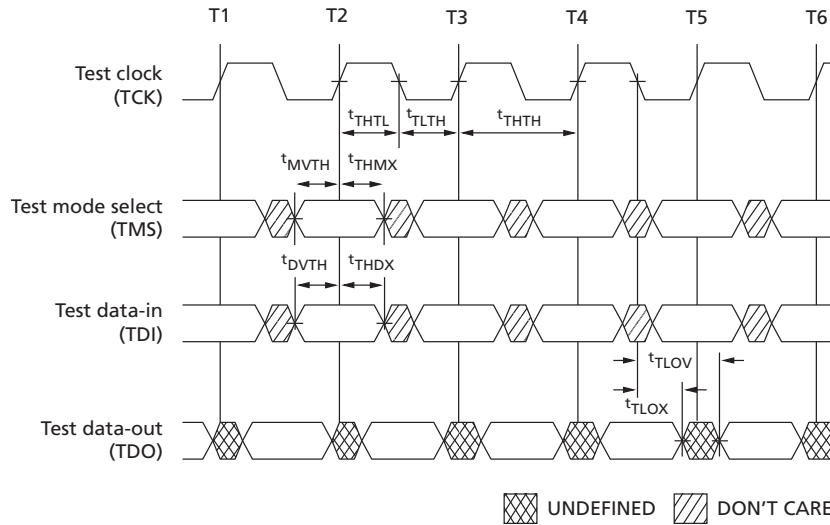 T1 T2 T3 T4 T5 T6
Test clock
(TCK)
tTHTL tTLTH tTHTH
tMVTH tTHMX
Test mode select
(TMS)
tDVTH tTHDX
Test data-in
(TDI)
tTLOV
tTLOX
Test data-out
(TDO)
UNDEFINED DON'T CARE